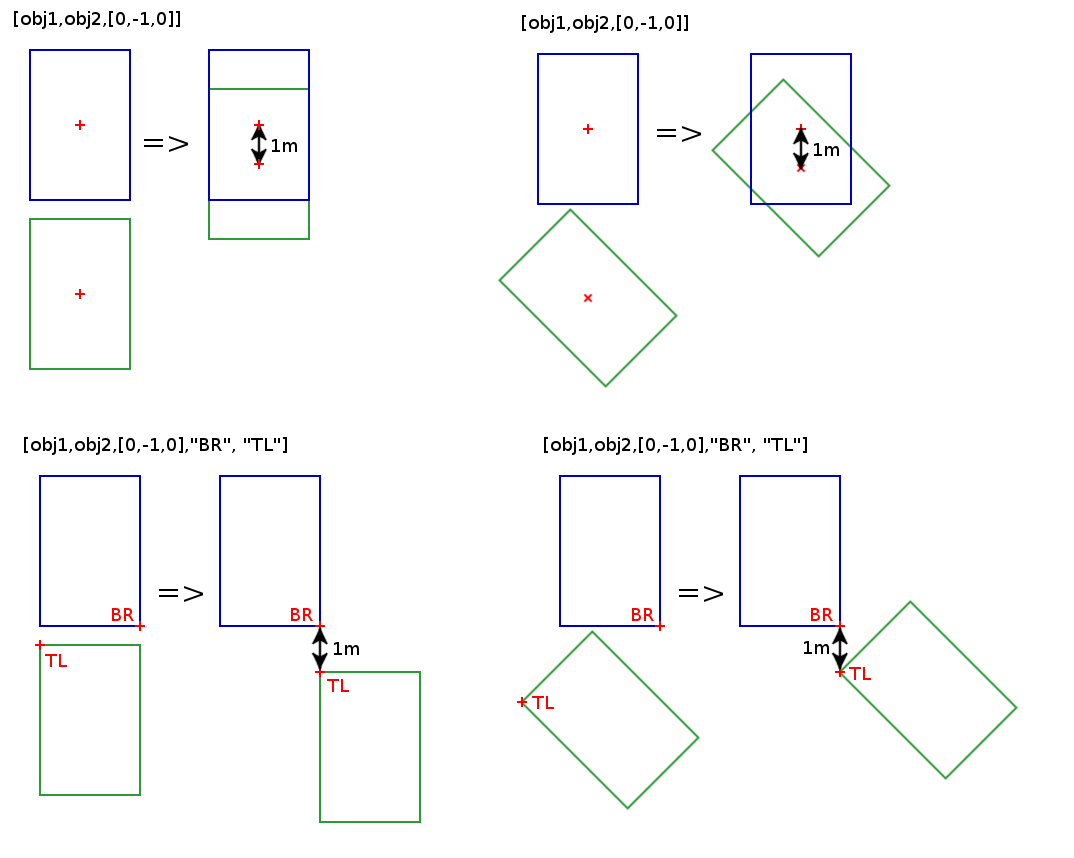 [obj1,obj2,[0,-1,0]]
[obj1,obj2,[0,-1,0]]
=>
1m
=>
1m
[obj1,obj2,[0,-1,0],"BR", "TL"]
[obj1,obj2,[0,-1,0],"BR", "TL"]
BR
TL
=>
BR
1m
TL
BR
TL
=>
BR
1m
TL